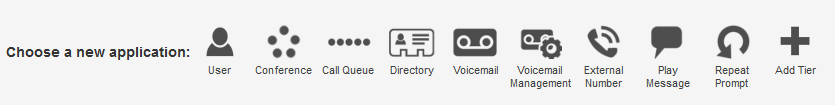 Choose a new application:
User
Conference
Call Queue
Directory
Voicemail
Voicemail
Management
External
Number
Play
Message
Repeat
Prompt
Add Tier